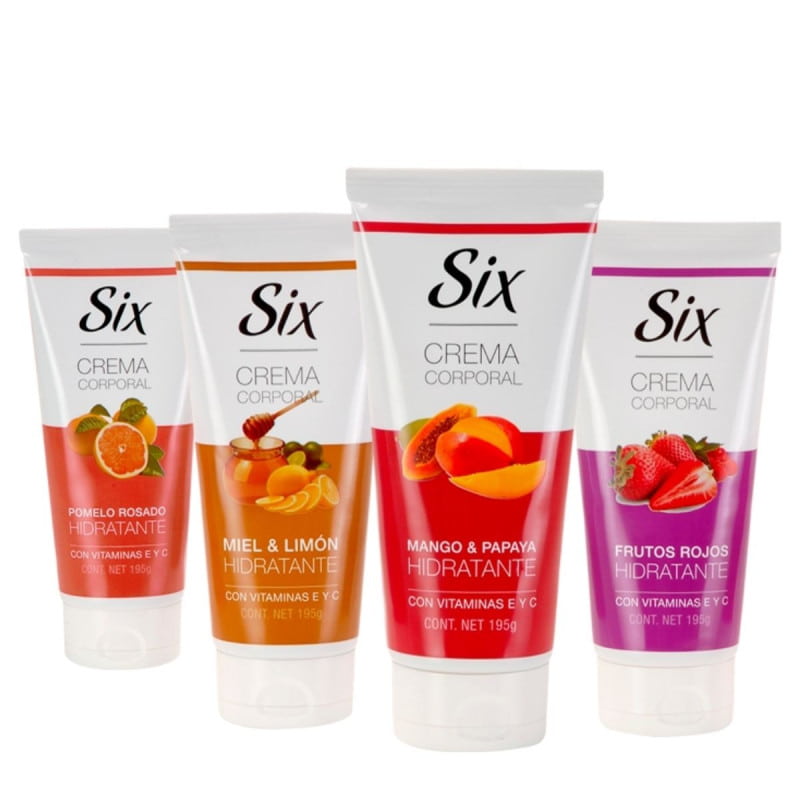 Six
CREMA
CORPORAL
POMELO ROSADO
HIDRATANTE
CON VITAMINAS E Y C
CONT. NET 195g
Six
CREMA
CORPORAL
MIEL & LIMÓN
HIDRATANTE
CON VITAMINAS E Y C
CONT. NET 195g
Six
CREMA
CORPORAL
MANGO & PAPAYA
HIDRATANTE
CON VITAMINAS E Y C
CONT. NET 195g
Six
CREMA
CORPORAL
FRUTOS ROJOS
HIDRATANTE
CON VITAMINAS E Y C
CONT. NET 195g